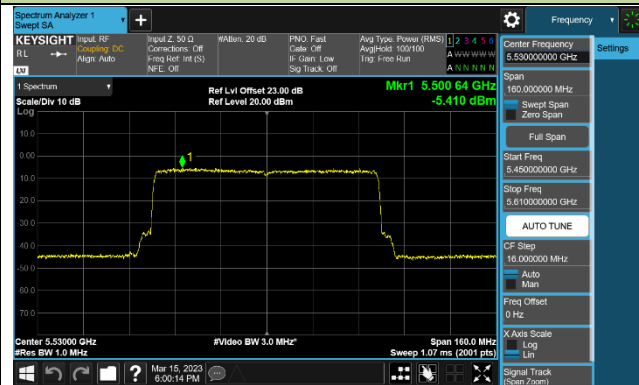 Spectrum Analyzer 1
Swept SA
+
Frequency
KEYSIGHT
RL
LXI
Input: RF
Coupling: DC
Align: Auto
Input Z: 50 Ω
Corrections: Off
Freq Ref: Int (S)
NFE: Off
#Atten: 20 dB
PNO: Fast
Gate: Off
IF Gain: Low
Sig Track: Off
Avg Type: Power (RMS)
Avg|Hold: 100/100
Trig: Free Run
1 2 3 4 5 6
A W W W W W
A N N N N N
1 Spectrum
Scale/Div 10 dB
Log
Ref Lvl Offset 23.00 dB
Ref Level 20.00 dBm
Mkr1 5.500 64 GHz
-5.410 dBm
1
10.0
0.00
-10.0
-20.0
-30.0
-40.0
-50.0
-60.0
-70.0
Center 5.53000 GHz
#Res BW 1.0 MHz
#Video BW 3.0 MHz*
Span 160.0 MHz
Sweep 1.07 ms (2001 pts)
Mar 15, 2023
6:00:14 PM
?
Center Frequency
5.530000000 GHz
Settings
Span
160.000000 MHz
Swept Span
Zero Span
Full Span
Start Freq
5.450000000 GHz
Stop Freq
5.610000000 GHz
AUTO TUNE
CF Step
16.000000 MHz
Auto
Man
Freq Offset
0 Hz
X Axis Scale
Log
Lin
Signal Track
(Span Zoom)